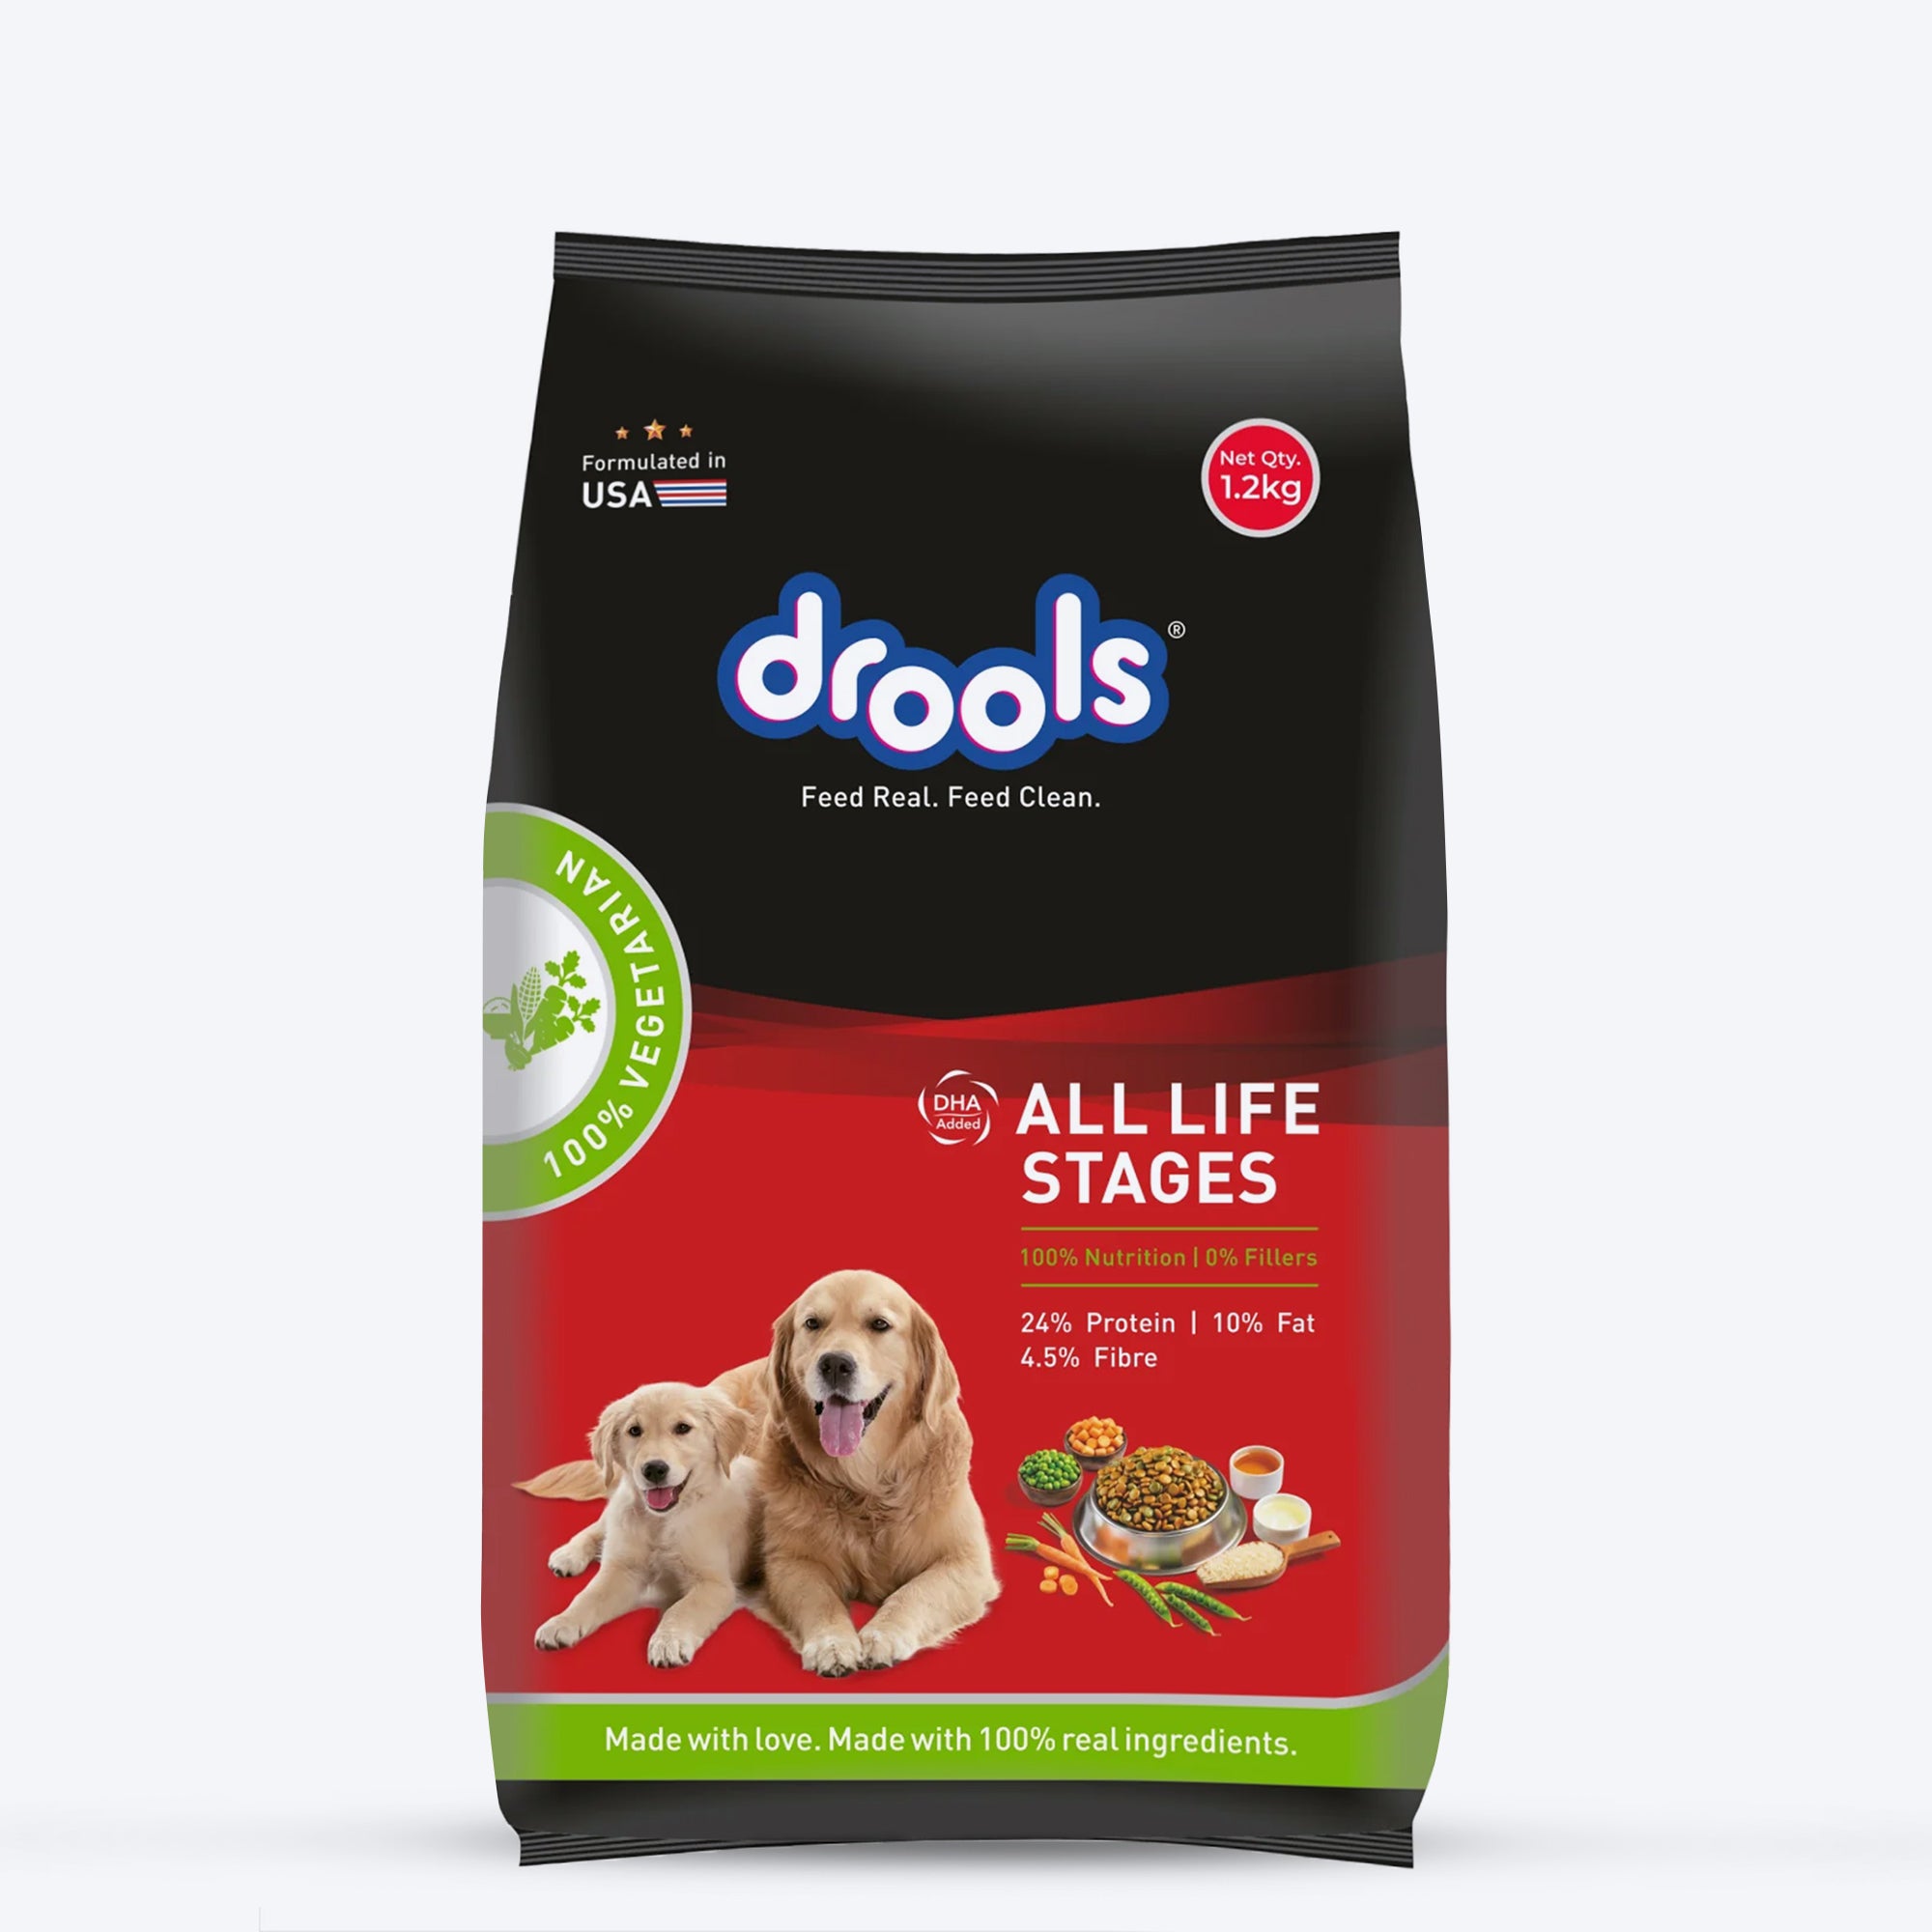 Formulated in
USA
Net Qty.
1.2kg
drools®
Feed Real. Feed Clean.
100% VEGETARIAN
DHA
Added
ALL LIFE
STAGES
100% Nutrition | 0% Fillers
24% Protein | 10% Fat
4.5% Fibre
Made with love. Made with 100% real ingredients.